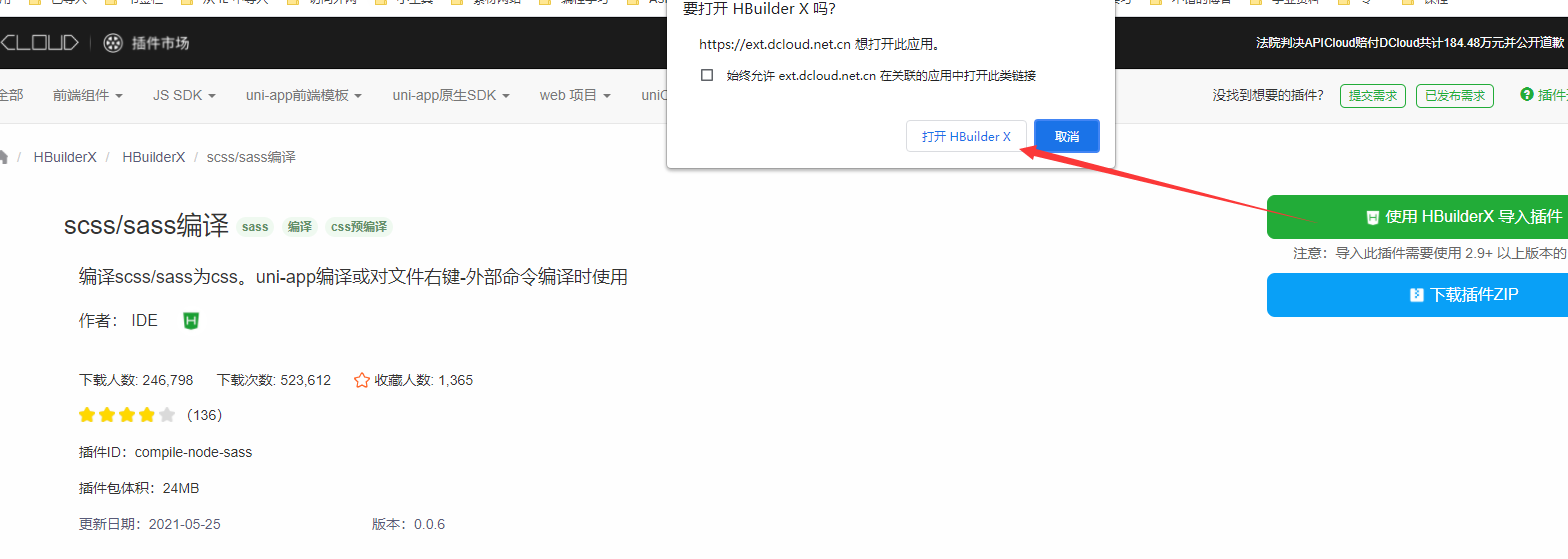 要打开 HBuilder X 吗?
https://ext.dcloud.net.cn 想打开此应用。
始终允许 ext.dcloud.net.cn 在关联的应用中打开此类链接
打开 HBuilder X
取消
CLOUD
插件市场
法院判决APICloud赔付DCloud共计184.48万元并公开道歉
全部
前端组件
JS SDK
uni-app前端模板
uni-app原生SDK
web 项目
没找到想要的插件?
提交需求
已发布需求
插件
/ HBuilderX / HBuilderX / scss/sass编译
scss/sass编译
sass
编译
css预编译
使用 HBuilderX 导入插件
注意：导入此插件需要使用 2.9+ 以上版本的
下载插件ZIP
编译scss/sass为css。uni-app编译或对文件右键-外部命令编译时使用
作者： IDE
下载人数: 246,798
下载次数: 523,612
收藏人数: 1,365
（136）
插件ID：compile-node-sass
插件包体积：24MB
更新日期：2021-05-25
版本：0.0.6